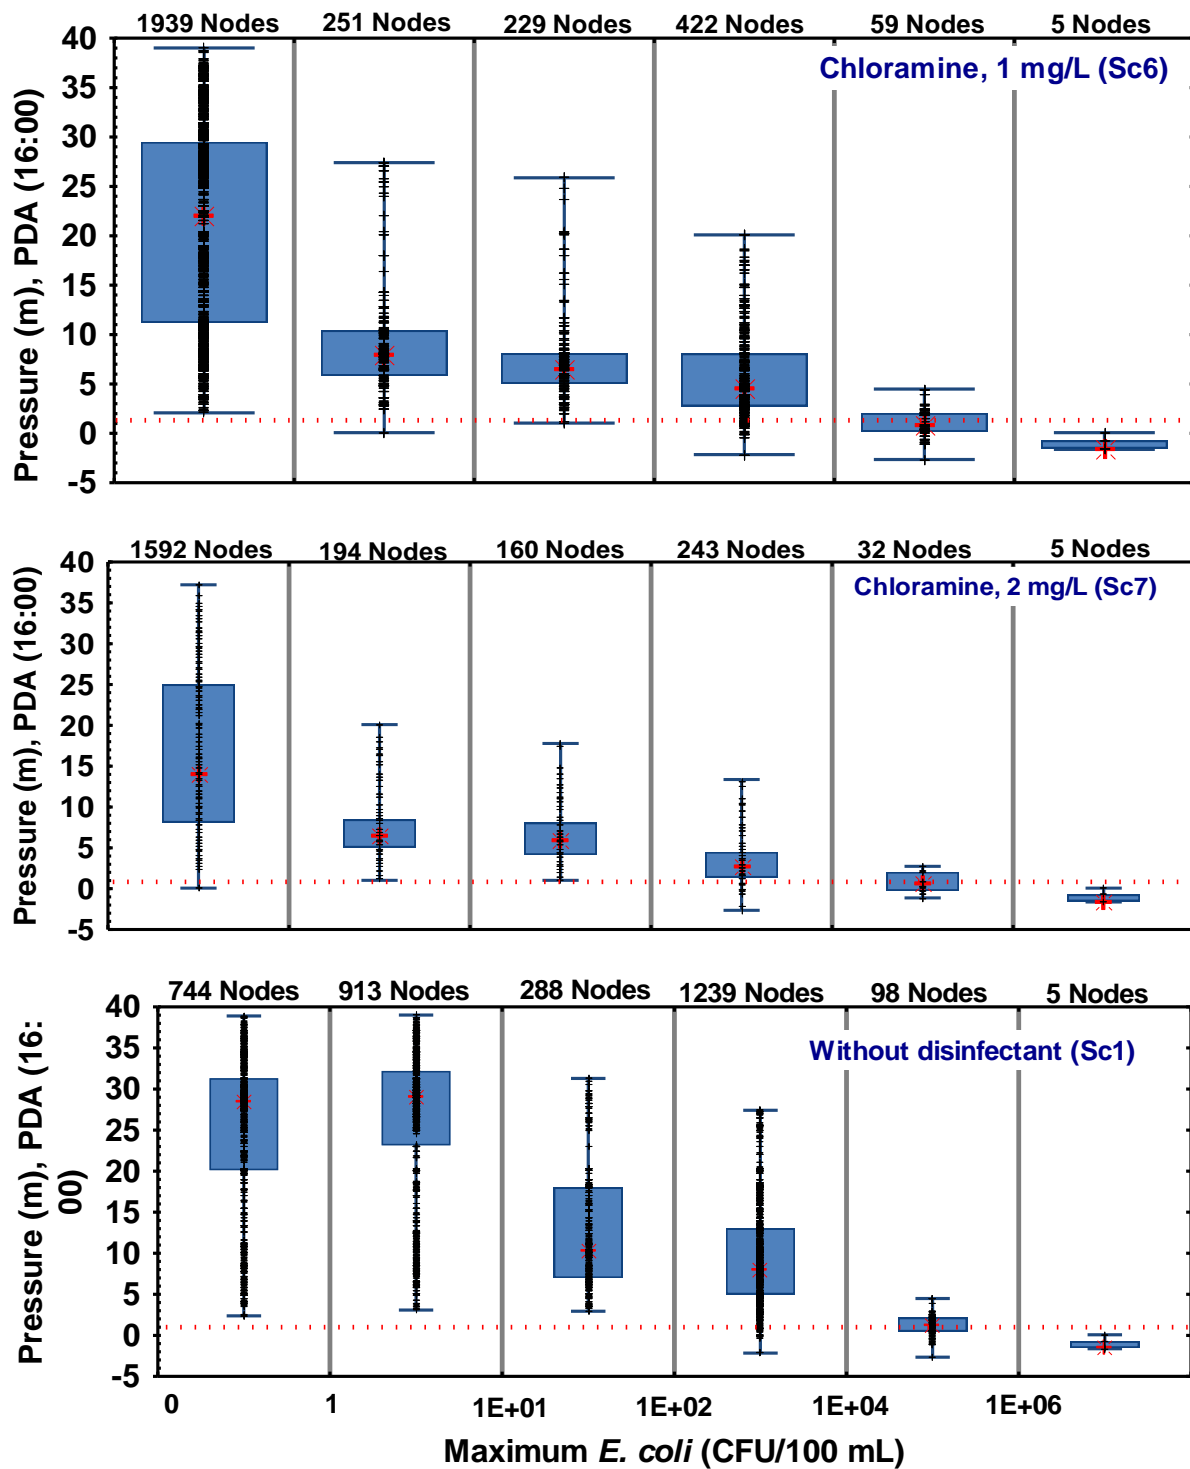 1939 Nodes 251 Nodes 229 Nodes 422 Nodes 59 Nodes 5 Nodes
Chloramine, 1 mg/L (Sc6)
Pressure (m), PDA (16:00)
40
35
30
25
20
15
10
5
0
-5
1592 Nodes 194 Nodes 160 Nodes 243 Nodes 32 Nodes 5 Nodes
Chloramine, 2 mg/L (Sc7)
Pressure (m), PDA (16:00)
40
35
30
25
20
15
10
5
0
-5
744 Nodes 913 Nodes 288 Nodes 1239 Nodes 98 Nodes 5 Nodes
Without disinfectant (Sc1)
Pressure (m), PDA (16:
00)
40
35
30
25
20
15
10
5
0
-5
0 1 1E+01 1E+02 1E+04 1E+06
Maximum E. coli (CFU/100 mL)